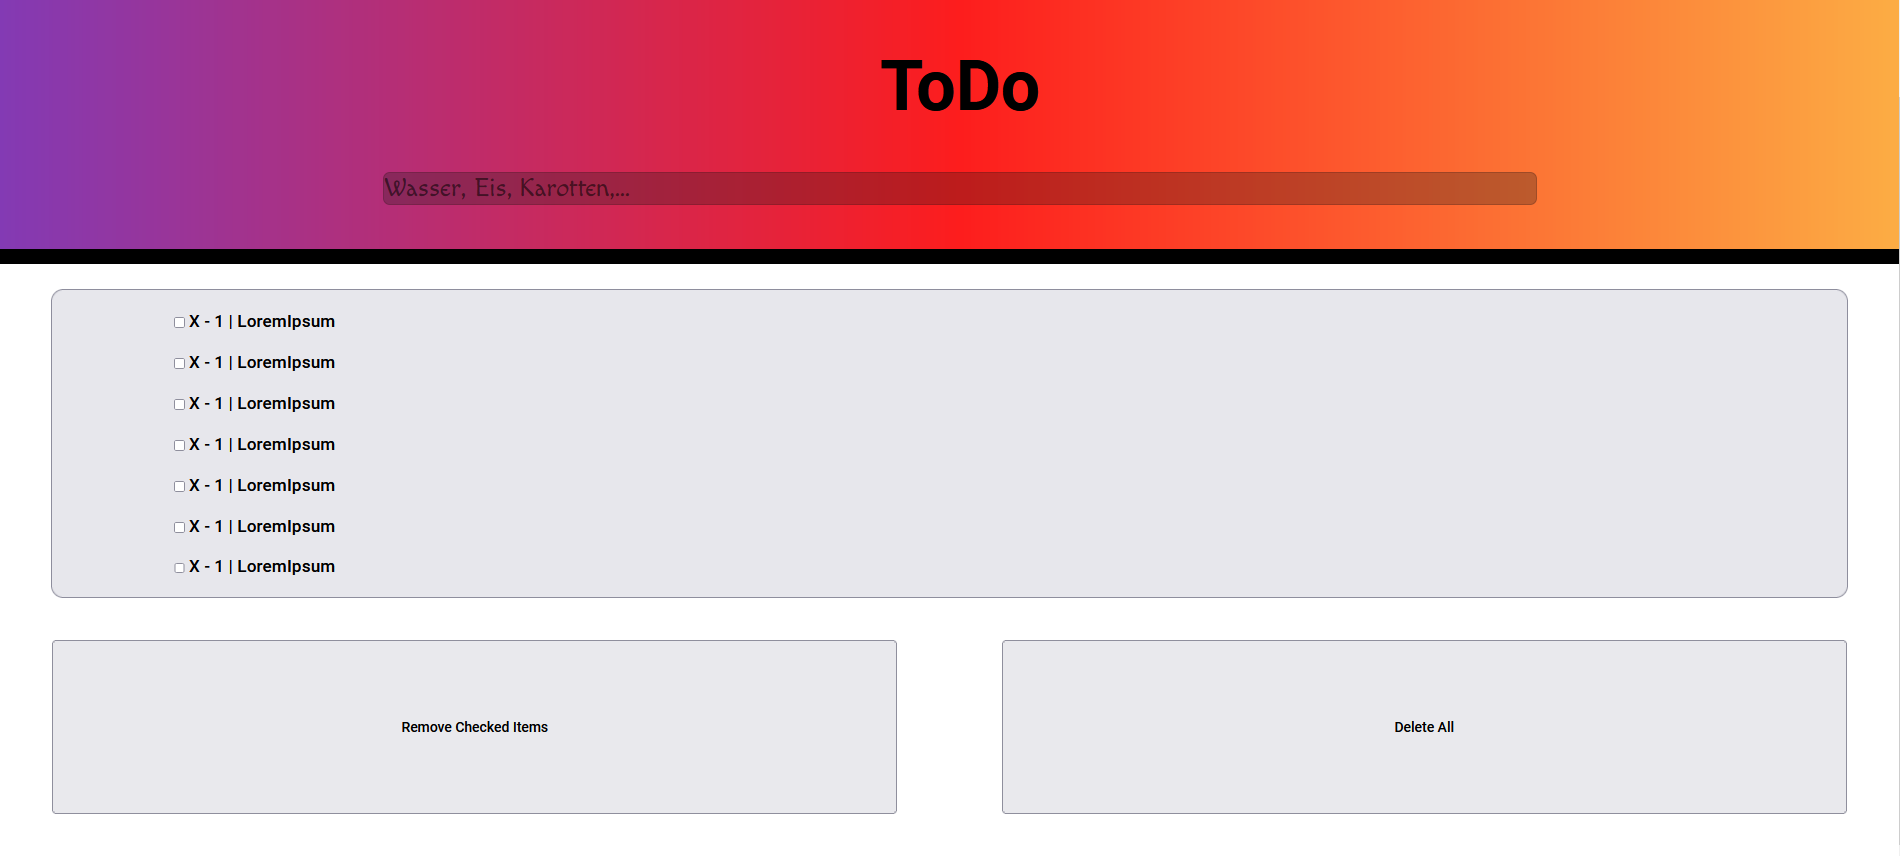 ToDo
Wasser, Eis, Karotten,...
X - 1 | LoremIpsum
X - 1 | LoremIpsum
X - 1 | LoremIpsum
X - 1 | LoremIpsum
X - 1 | LoremIpsum
X - 1 | LoremIpsum
X - 1 | LoremIpsum
Remove Checked Items
Delete All